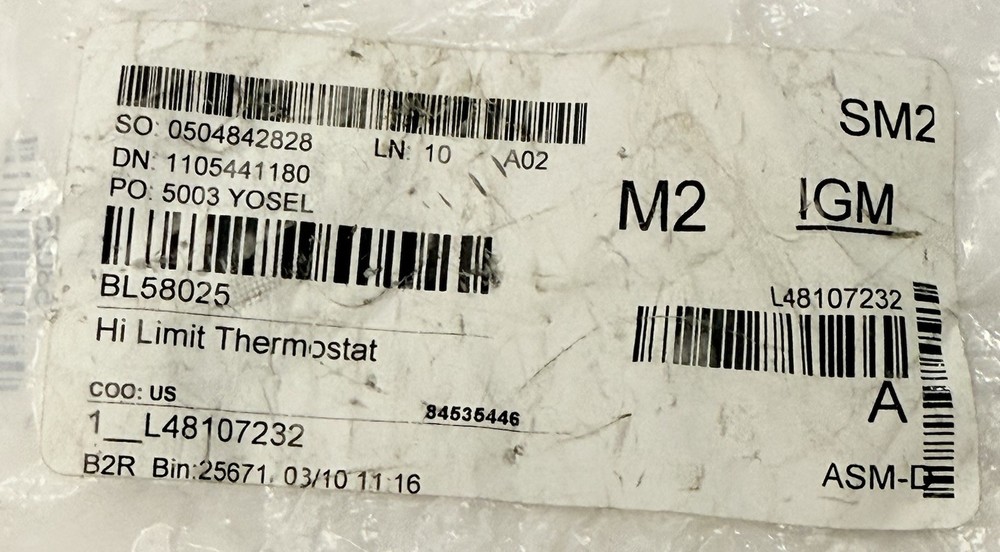 SM2
SO: 0504842828 LN: 10 A02
DN: 1105441180
PO: 5003 YOSEL
M2 IGM
BL58025
L48107232
Hi Limit Thermostat
A
COO: US
84535446
1__L48107232
B2R Bin:25671, 03/10 11:16
ASM-D